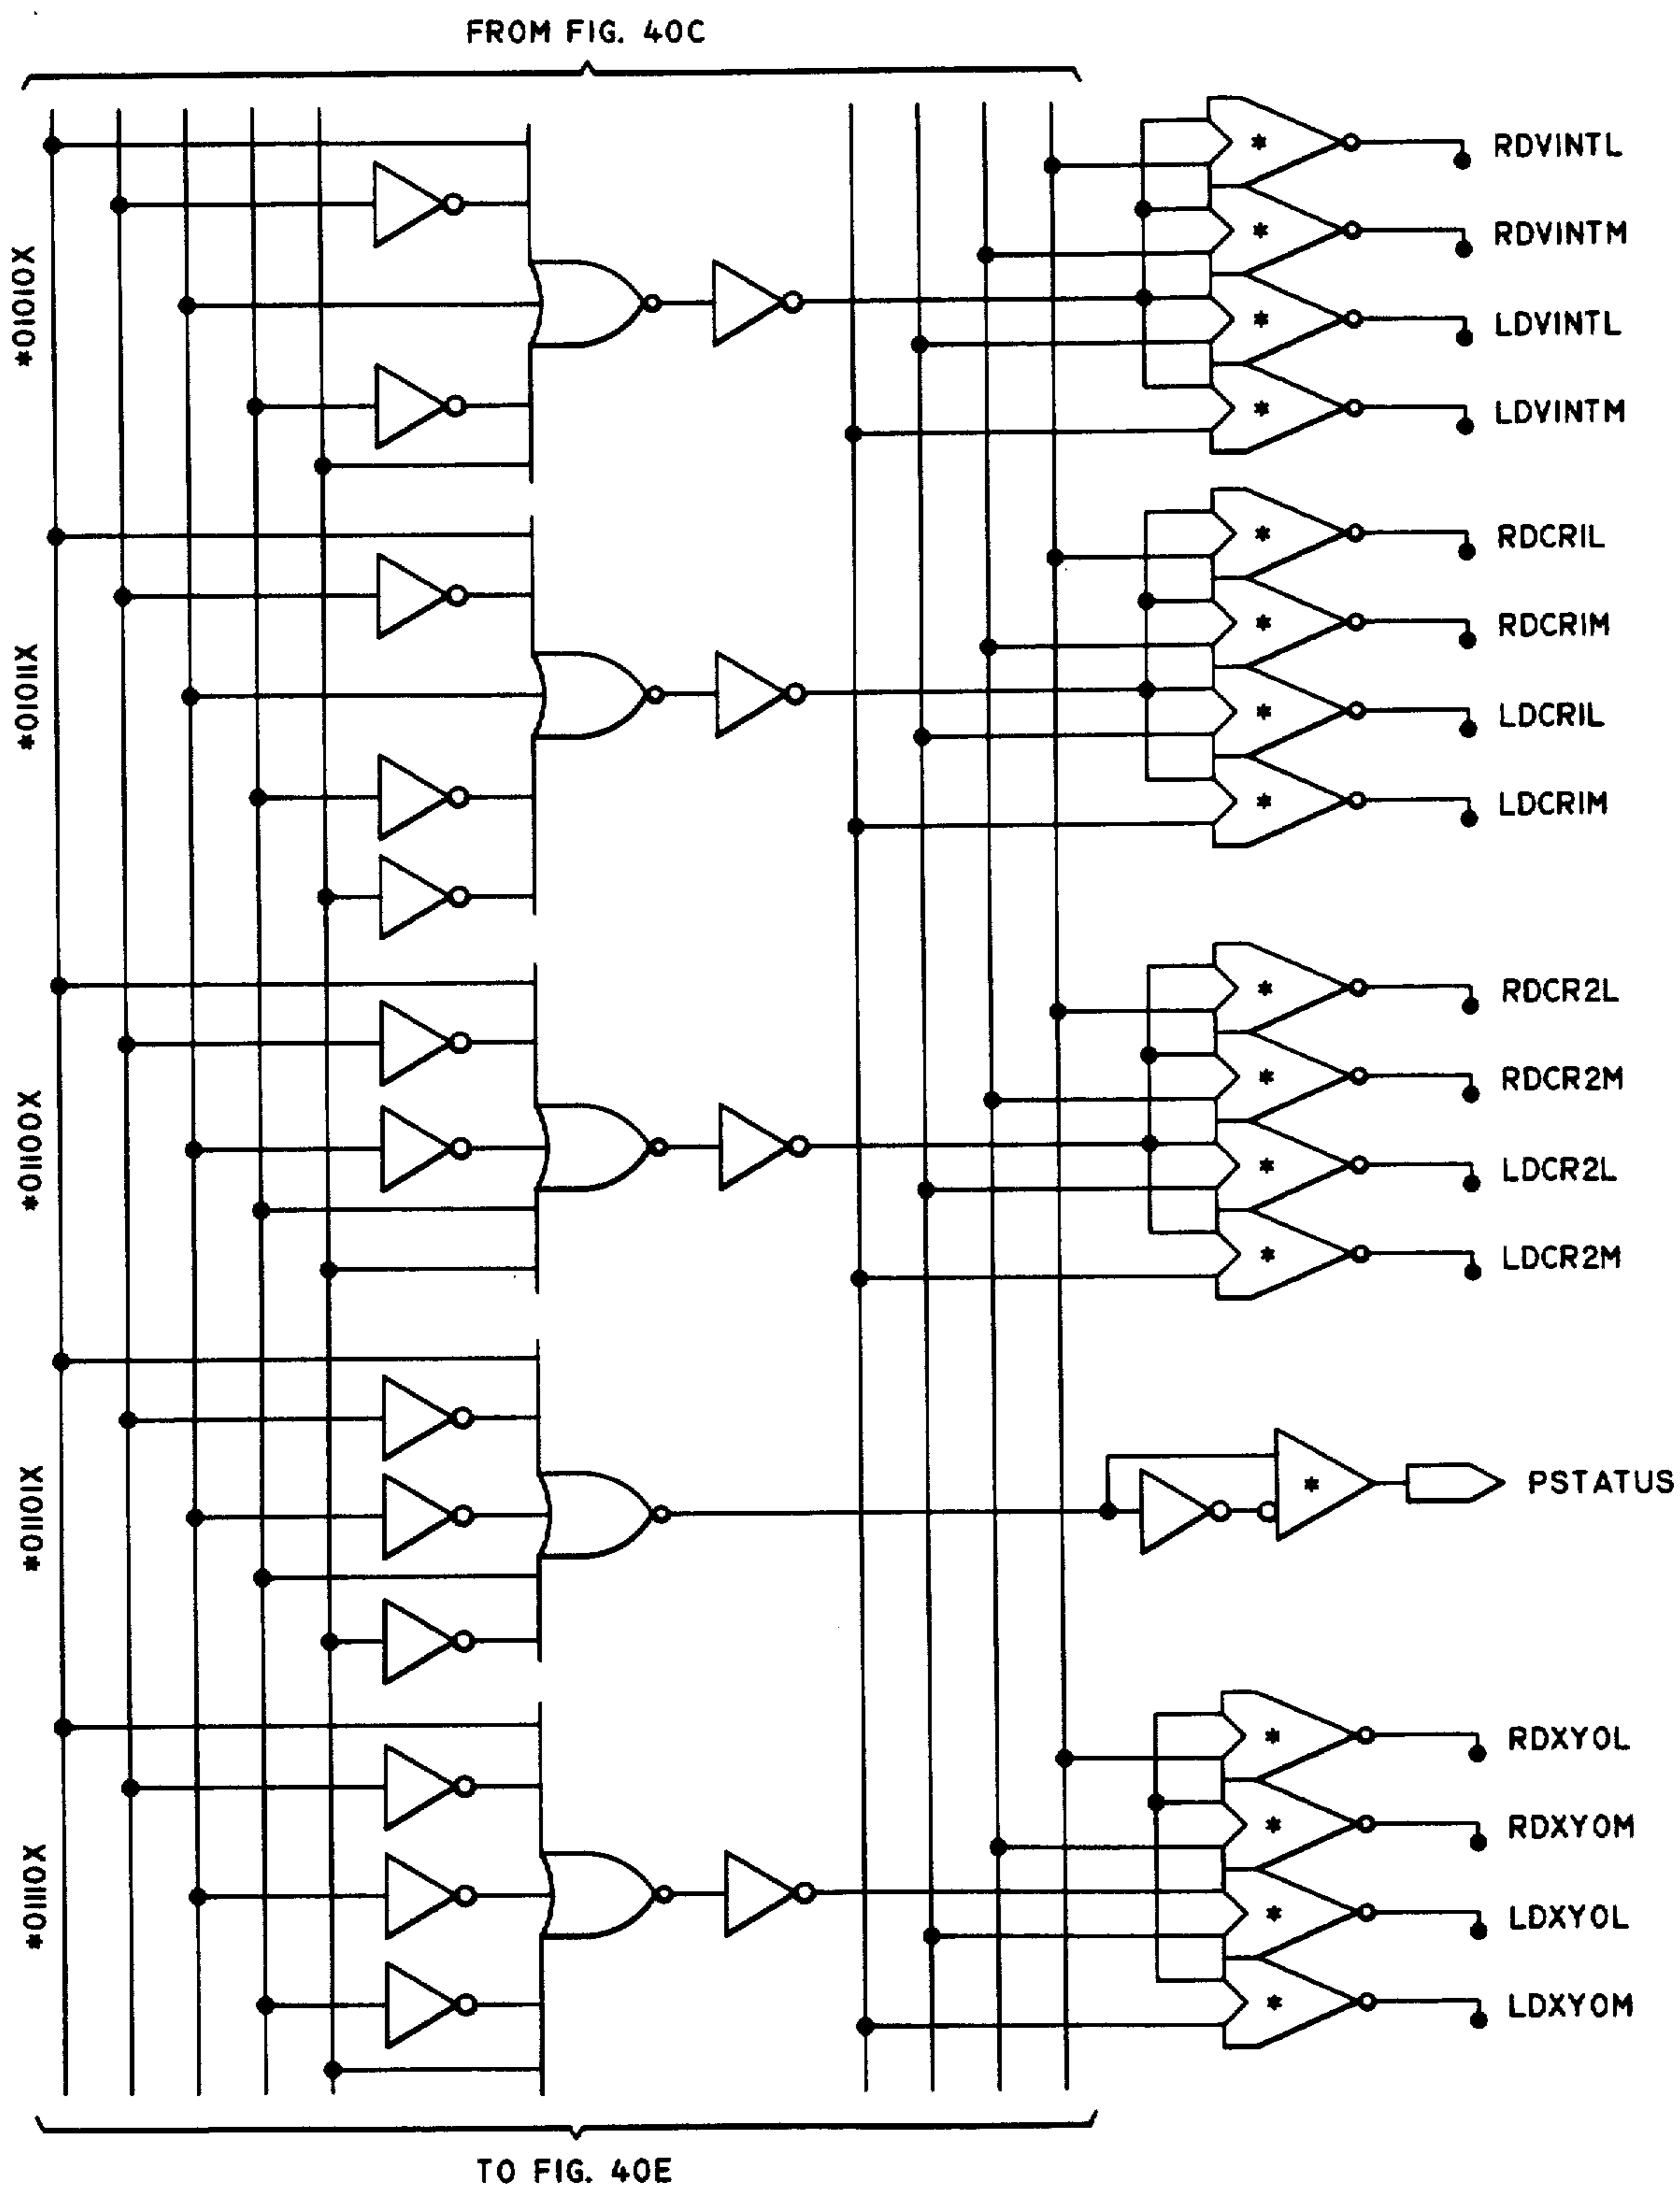 FROM FIG. 40C
*01010X
RDVINTL
RDVINTM
LDVINTL
LDVINTM
*01011X
RDCR1L
RDCR1M
LDCR1L
LDCR1M
*01100X
RDCR2L
RDCR2M
LDCR2L
LDCR2M
*01101X
PSTATUS
*01110X
RDXY0L
RDXY0M
LDXY0L
LDXY0M
TO FIG. 40E